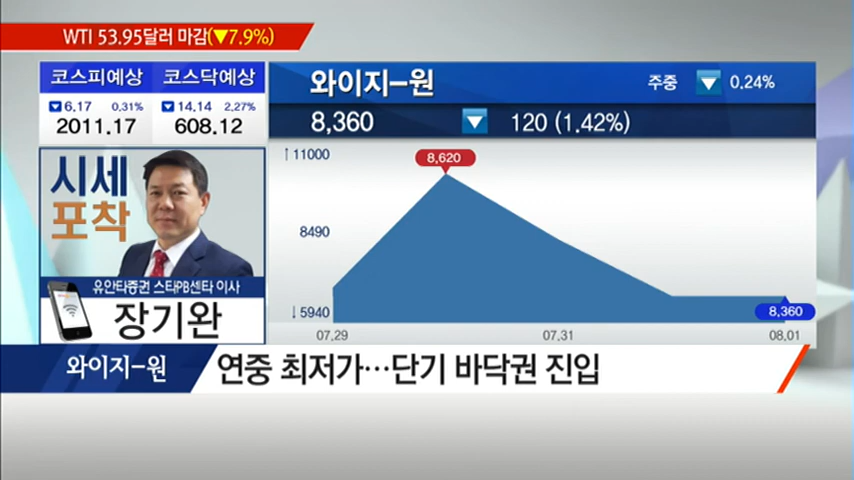 WTI 53.95달러 마감(▼7.9%)
코스피예상 코스닥예상
▼ 6.17 0.31% ▼ 14.14 2.27%
2011.17 608.12
와이지-원 주중 ▼ 0.24%
8,360 ▼ 120 (1.42%)
↑11000
8,620
8490
↓5940
8,360
07.29 07.31 08.01
시세
포착
유안타증권 스타PB센타 이사
장기완
와이지-원
연중 최저가…단기 바닥권 진입